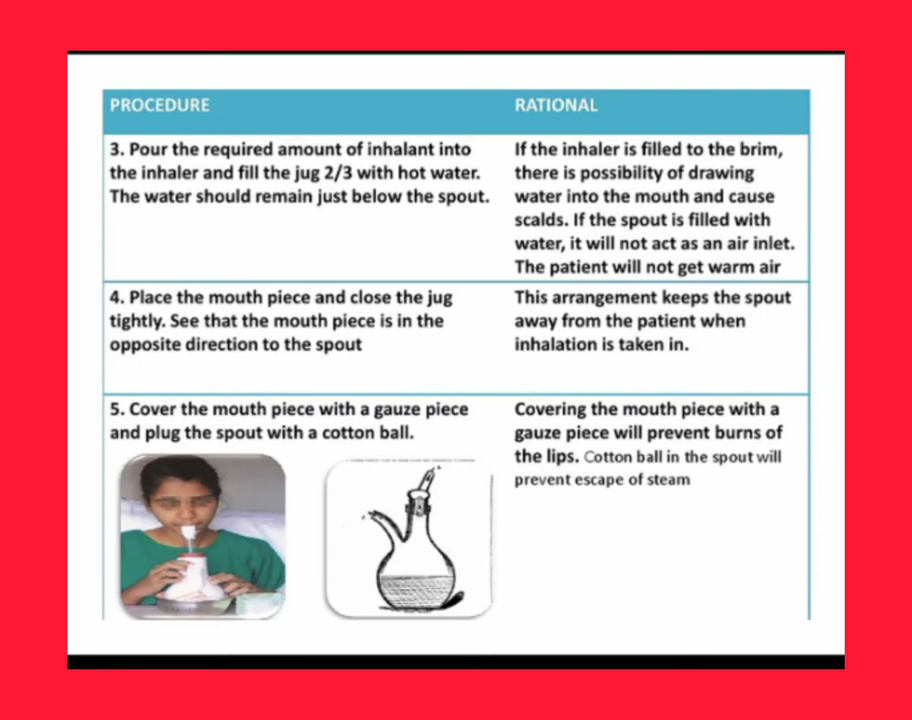 PROCEDURE
RATIONAL
3. Pour the required amount of inhalant into
the inhaler and fill the jug 2/3 with hot water.
The water should remain just below the spout.
If the inhaler is filled to the brim,
there is possibility of drawing
water into the mouth and cause
scalds. If the spout is filled with
water, it will not act as an air inlet.
The patient will not get warm air
4. Place the mouth piece and close the jug
tightly. See that the mouth piece is in the
opposite direction to the spout
This arrangement keeps the spout
away from the patient when
inhalation is taken in.
5. Cover the mouth piece with a gauze piece
and plug the spout with a cotton ball.
Covering the mouth piece with a
gauze piece will prevent burns of
the lips. Cotton ball in the spout will
prevent escape of steam